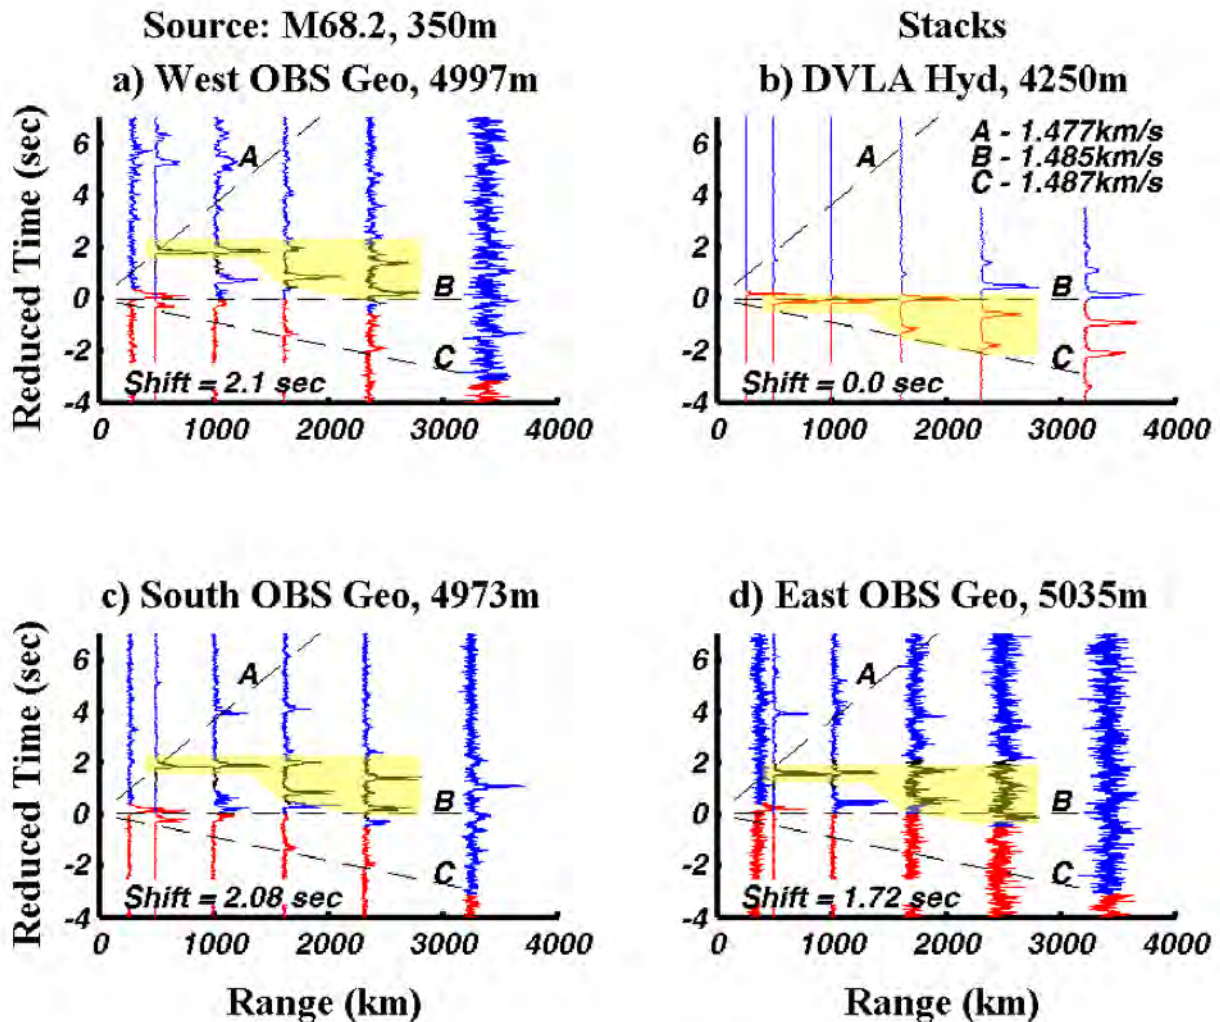 Source: M68.2, 350m
Stacks
a) West OBS Geo, 4997m
b) DVLA Hyd, 4250m
Reduced Time (sec)
6
4
2
0
-2
-4
A
B
C
Shift = 2.1 sec
0 1000 2000 3000 4000
6
4
2
0
-2
-4
A
A - 1.477km/s
B - 1.485km/s
C - 1.487km/s
B
C
Shift = 0.0 sec
0 1000 2000 3000 4000
c) South OBS Geo, 4973m
d) East OBS Geo, 5035m
Reduced Time (sec)
6
4
2
0
-2
-4
A
B
C
Shift = 2.08 sec
0 1000 2000 3000 4000
Range (km)
6
4
2
0
-2
-4
A
B
C
Shift = 1.72 sec
0 1000 2000 3000 4000
Range (km)